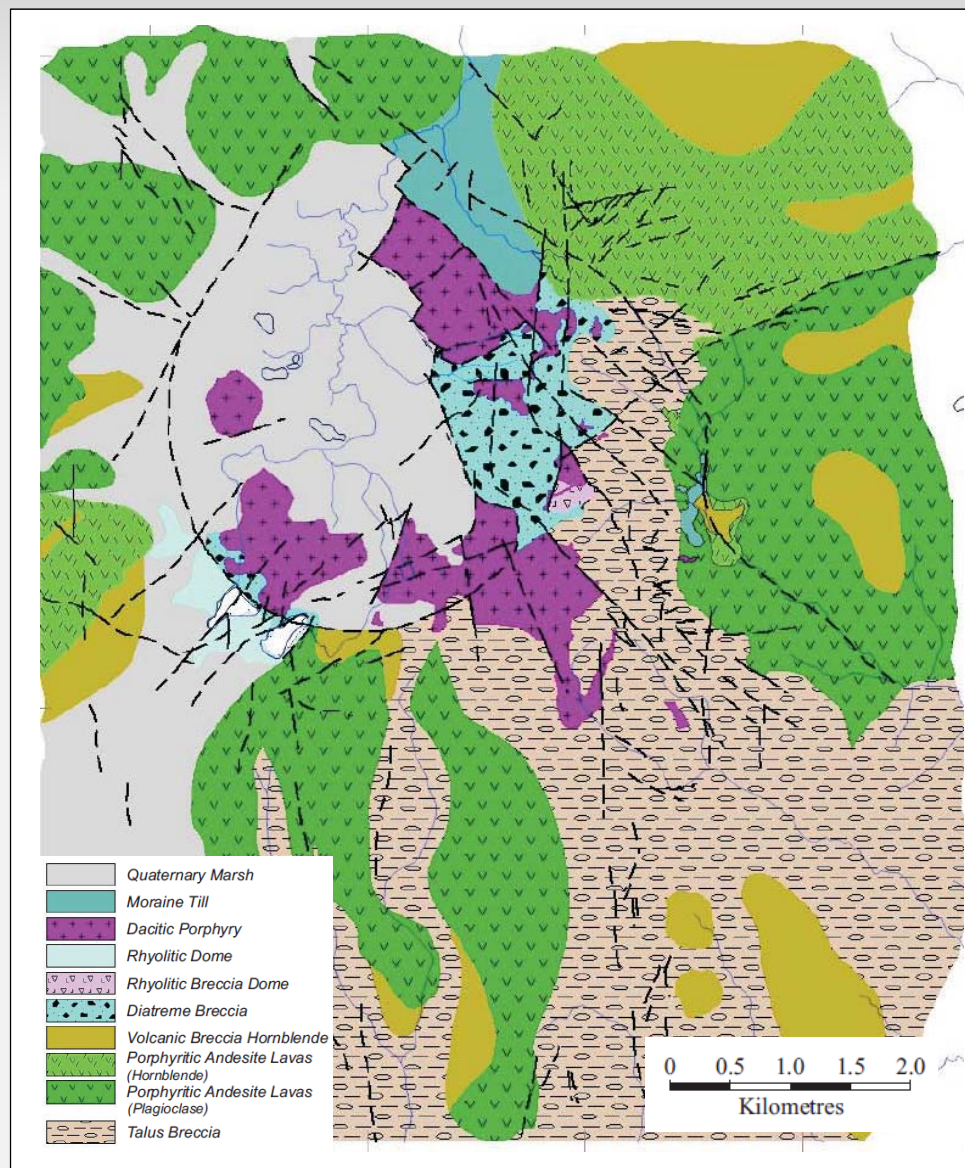 Quaternary Marsh
Moraine Till
Dacitic Porphyry
Rhyolitic Dome
Rhyolitic Breccia Dome
Diatreme Breccia
Volcanic Breccia Hornblende
Porphyritic Andesite Lavas
(Hornblende)
Porphyritic Andesite Lavas
(Plagioclase)
Talus Breccia
0 0.5 1.0 1.5 2.0
Kilometres